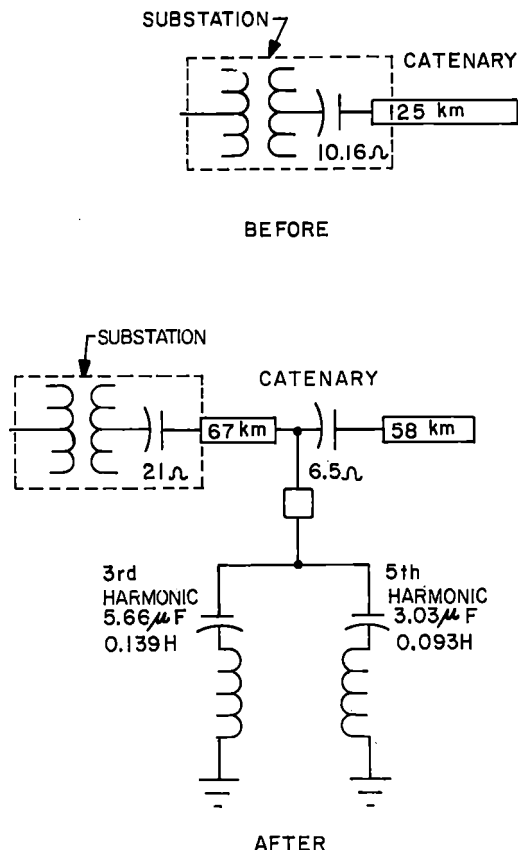 SUBSTATION
CATENARY
125 km
10.16Ω
BEFORE
SUBSTATION
CATENARY
67 km
58 km
21Ω
6.5Ω
3rd
HARMONIC
5.66μF
0.139H
5th
HARMONIC
3.03μF
0.093H
AFTER